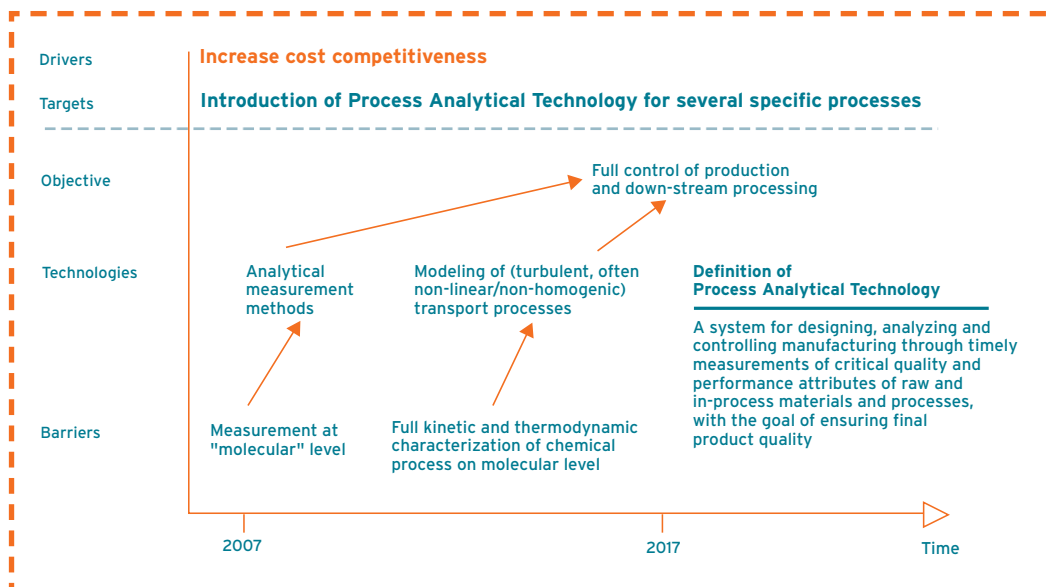 Drivers
Increase cost competitiveness
Targets
Introduction of Process Analytical Technology for several specific processes
Objective
Full control of production
and down-stream processing
Technologies
Analytical
measurement
methods
Modeling of (turbulent, often
non-linear/non-homogenic)
transport processes
Definition of
Process Analytical Technology
A system for designing, analyzing and
controlling manufacturing through timely
measurements of critical quality and
performance attributes of raw and
in-process materials and processes,
with the goal of ensuring final
product quality
Barriers
Measurement at
"molecular" level
Full kinetic and thermodynamic
characterization of chemical
process on molecular level
2007
2017
Time